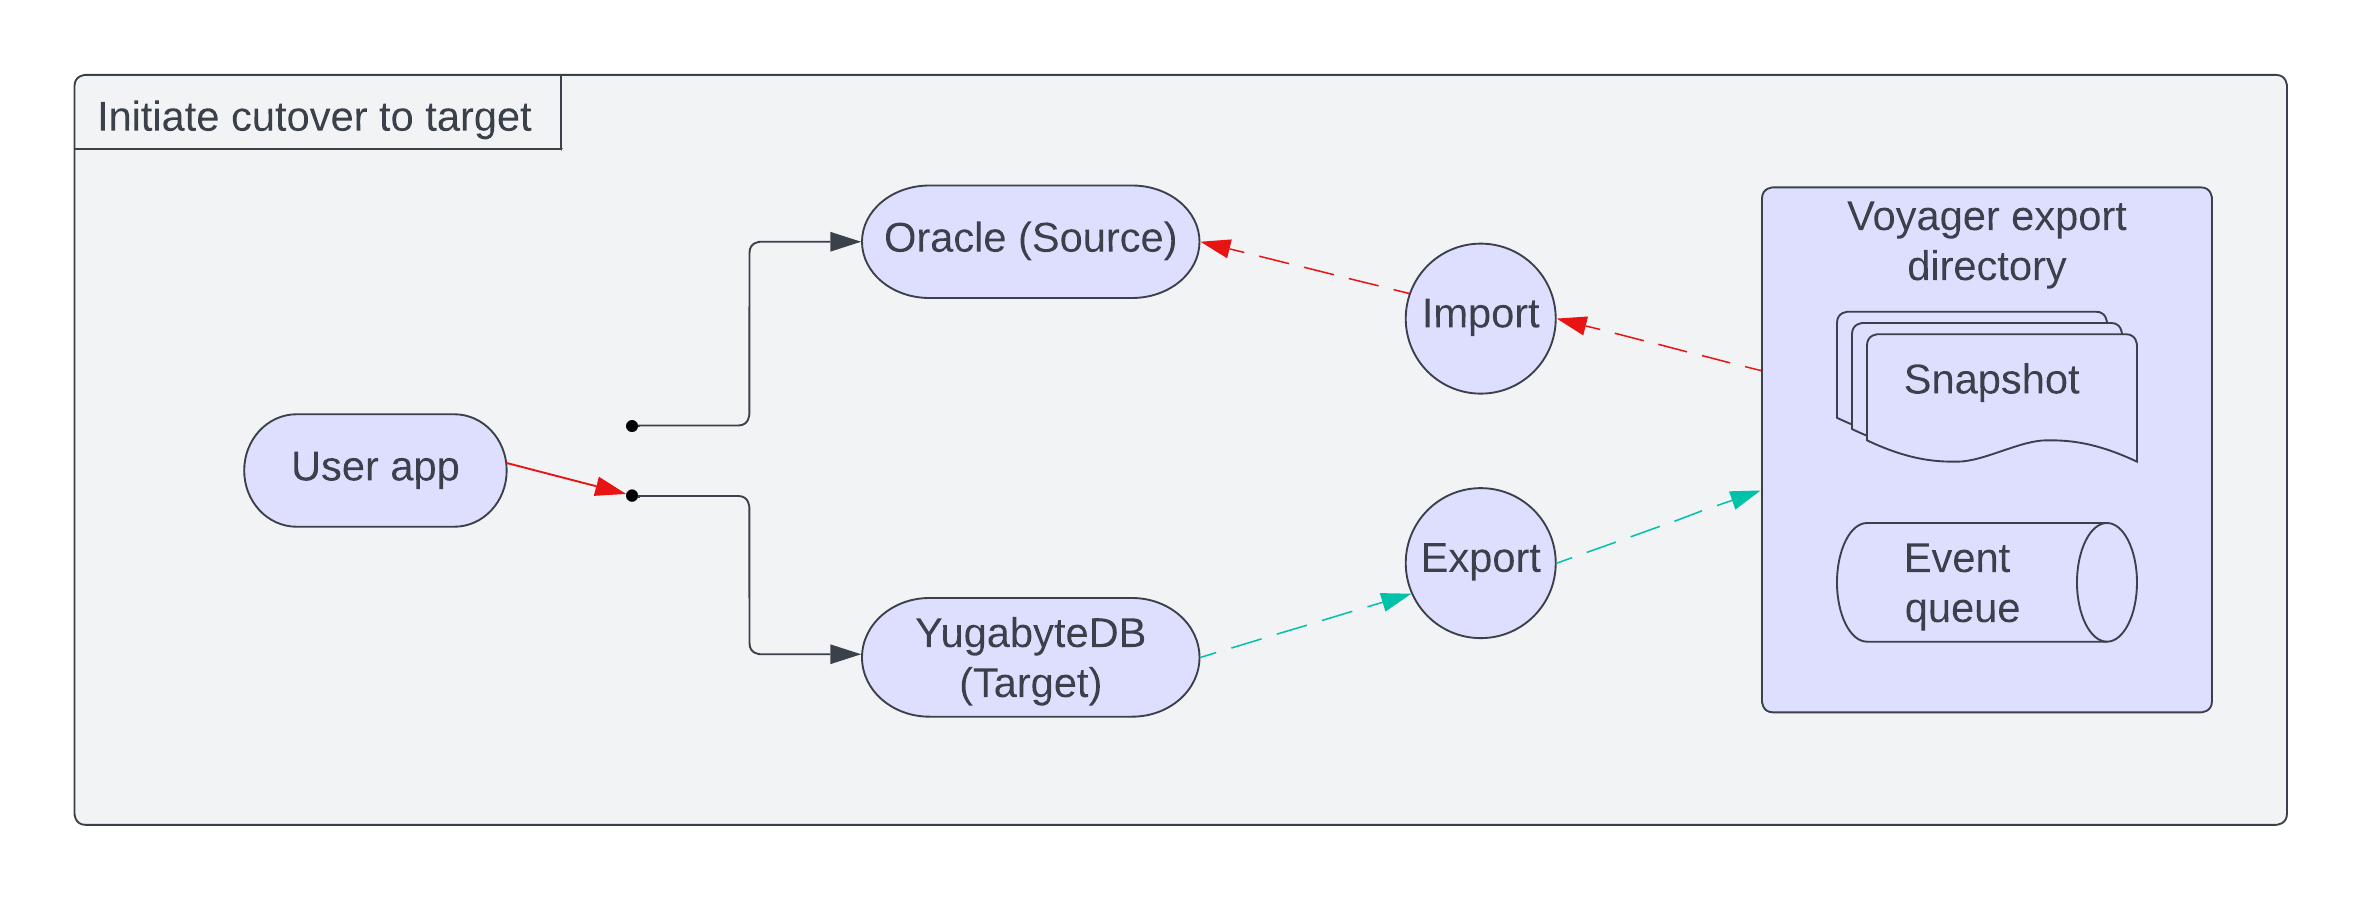 Initiate cutover to target
Oracle (Source)
Voyager export
directory
Import
Snapshot
User app
Export
Event
queue
YugabyteDB
(Target)